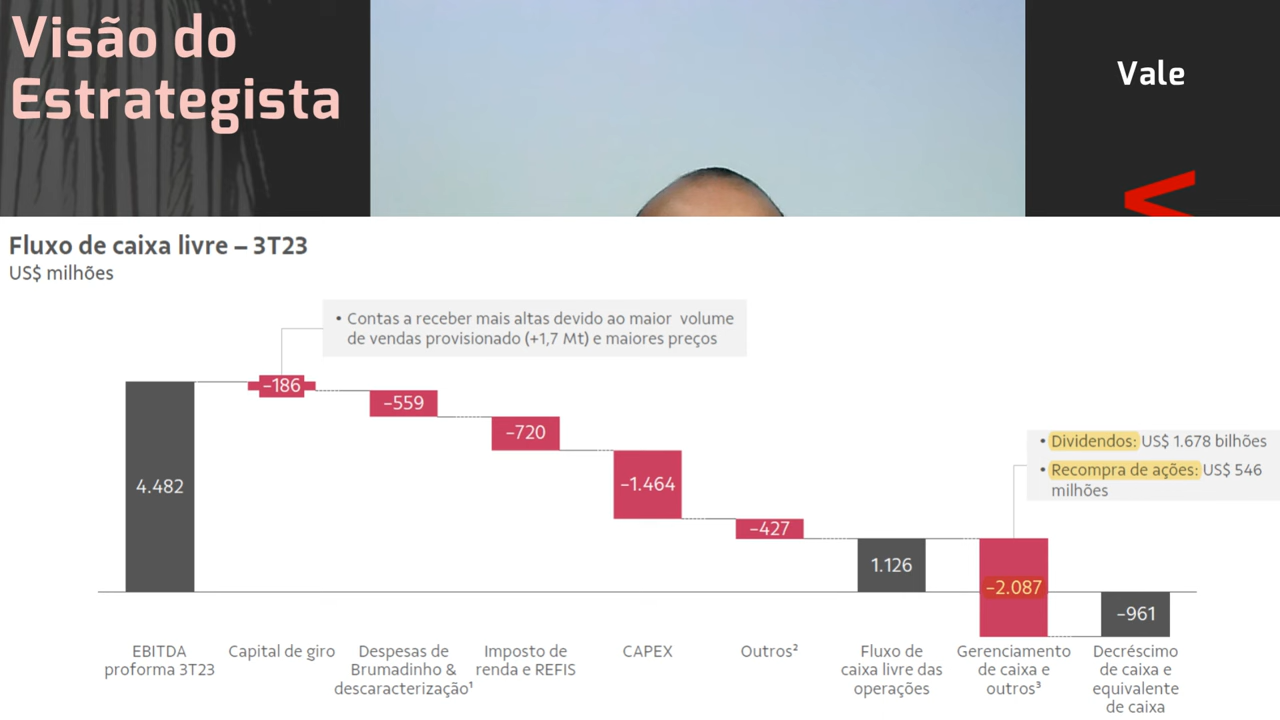 Visão do
Estrategista
Vale
Fluxo de caixa livre – 3T23
US$ milhões
• Contas a receber mais altas devido ao maior volume
de vendas provisionado (+1,7 Mt) e maiores preços
4.482
–186
–559
–720
–1.464
–427
1.126
–2.087
–961
• Dividendos: US$ 1.678 bilhões
• Recompra de ações: US$ 546
milhões
EBITDA
proforma 3T23
Capital de giro
Despesas de
Brumadinho &
descaracterização¹
Imposto de
renda e REFIS
CAPEX
Outros²
Fluxo de
caixa livre das
operações
Gerenciamento
de caixa e
outros³
Decréscimo
de caixa e
equivalente
de caixa